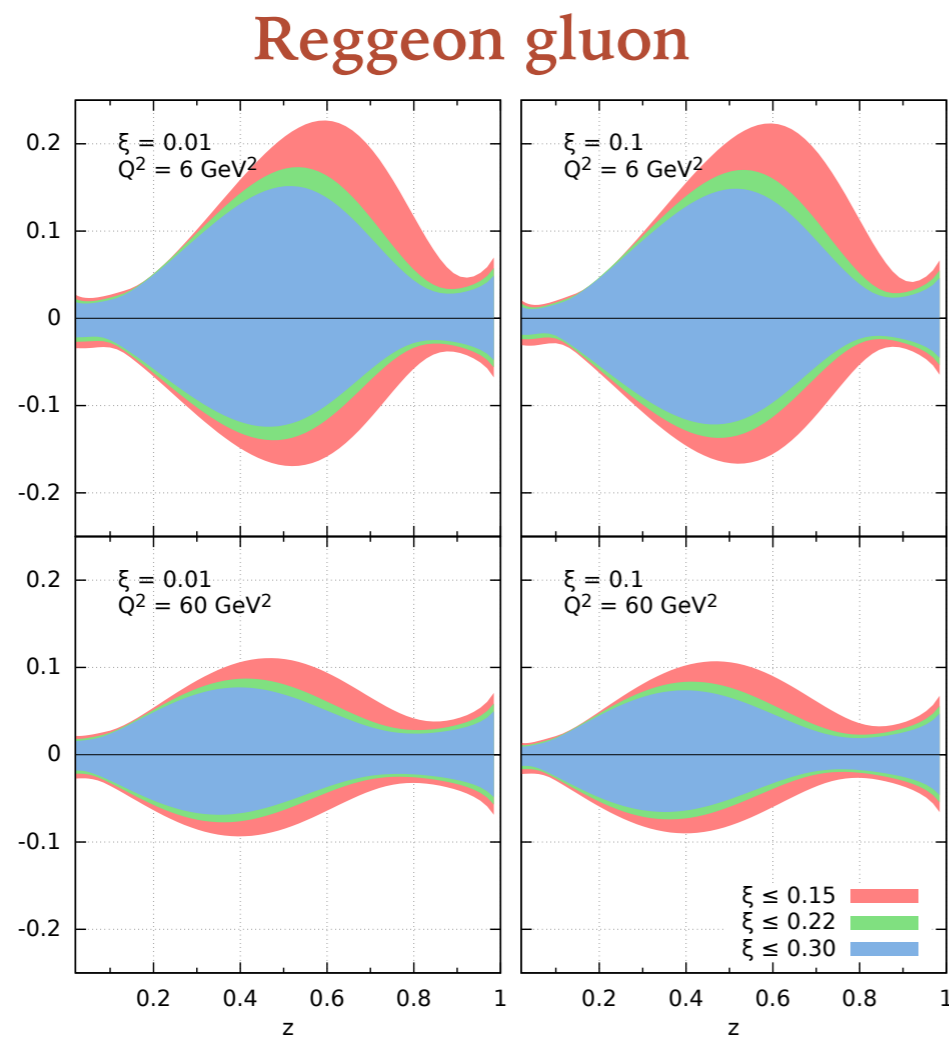 Reggeon gluon
ξ = 0.01
Q² = 6 GeV²
ξ = 0.1
Q² = 6 GeV²
0.2
0.1
0
-0.1
-0.2
ξ = 0.01
Q² = 60 GeV²
ξ = 0.1
Q² = 60 GeV²
0.2
0.1
0
-0.1
-0.2
ξ ≤ 0.15
ξ ≤ 0.22
ξ ≤ 0.30
0.2 0.4 0.6 0.8 1
0.2 0.4 0.6 0.8 1
z
z